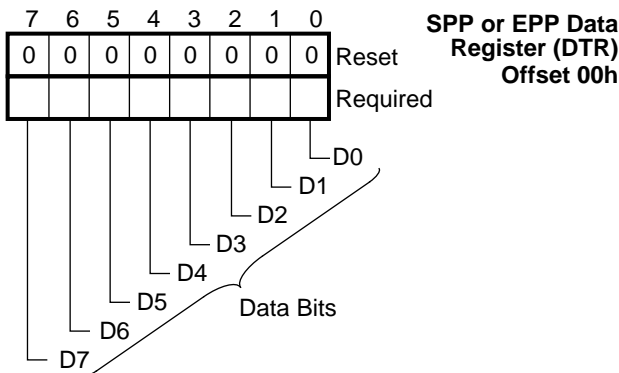 7 6 5 4 3 2 1 0
SPP or EPP Data
Register (DTR)
Offset 00h
0 0 0 0 0 0 0 0 Reset
Required
D0
D1
D2
D3
D4
D5
D6
D7
Data Bits